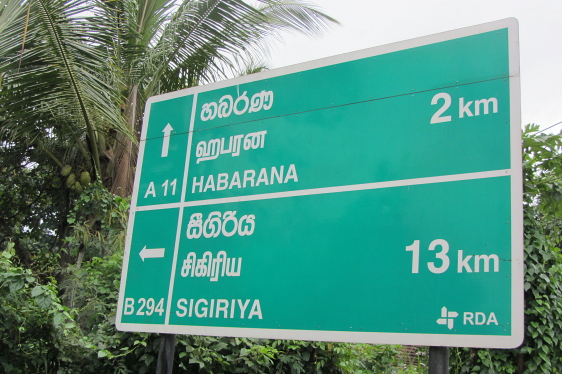 හබරණ
ஹபரன
A 11 HABARANA 2 km
සීගිරිය
சிகிரிய
B 294 SIGIRIYA 13 km
RDA